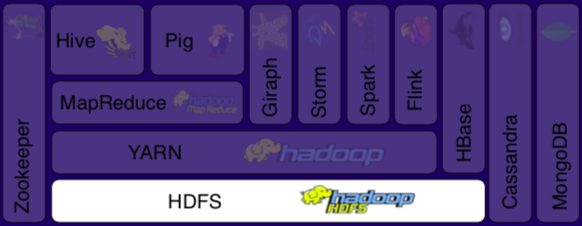 Zookeeper
Hive
Pig
Giraph
Storm
Spark
Flink
HBase
Cassandra
MongoDB
MapReduce
hadoop
Map Reduce
YARN
hadoop
HDFS
hadoop
HDFS